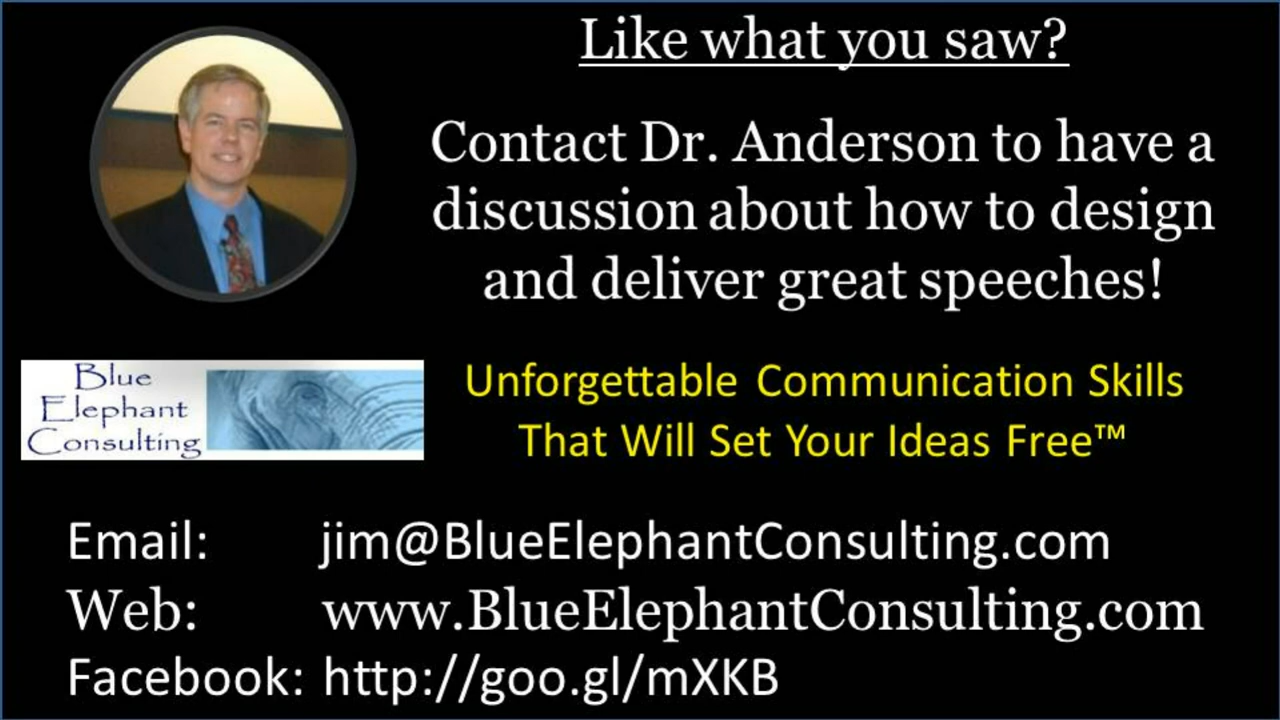 Like what you saw?
Contact Dr. Anderson to have a
discussion about how to design
and deliver great speeches!
Blue
Elephant
Consulting
Unforgettable Communication Skills
That Will Set Your Ideas Free™
Email: jim@BlueElephantConsulting.com
Web: www.BlueElephantConsulting.com
Facebook: http://goo.gl/mXKB